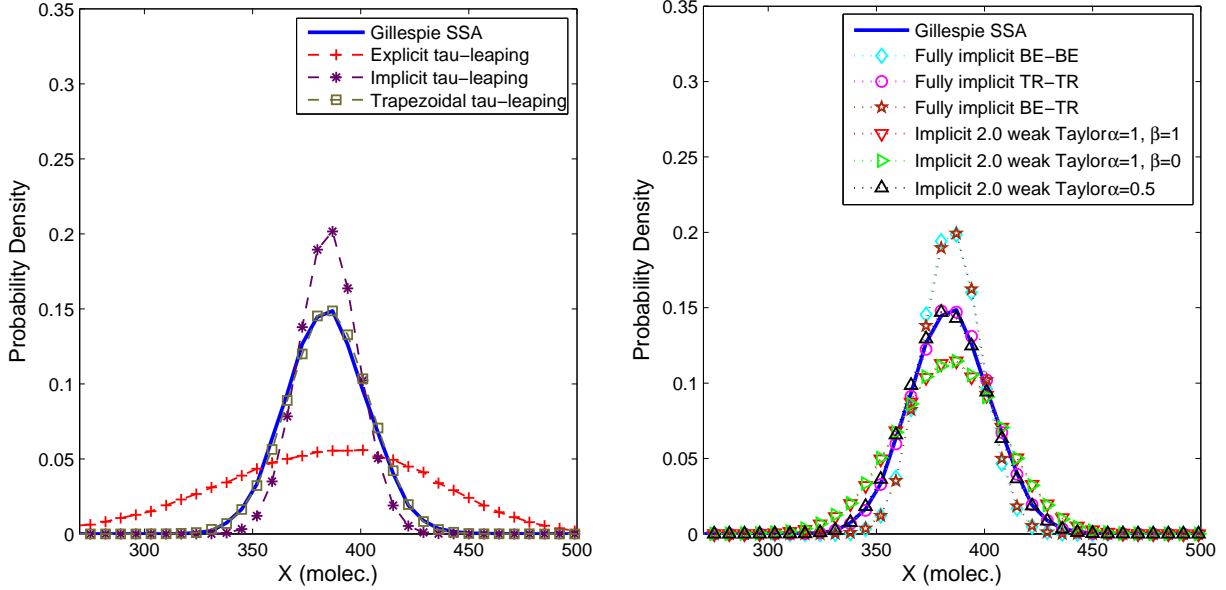 0.35
0.3
0.25
0.2
0.15
0.1
0.05
0
Probability Density
300
350
400
450
500
X (molec.)
Gillespie SSA
Explicit tau−leaping
Implicit tau−leaping
Trapezoidal tau−leaping
0.35
0.3
0.25
0.2
0.15
0.1
0.05
0
Probability Density
300
350
400
450
500
X (molec.)
Gillespie SSA
Fully implicit BE−BE
Fully implicit TR−TR
Fully implicit BE−TR
Implicit 2.0 weak Taylorα=1, β=1
Implicit 2.0 weak Taylorα=1, β=0
Implicit 2.0 weak Taylorα=0.5